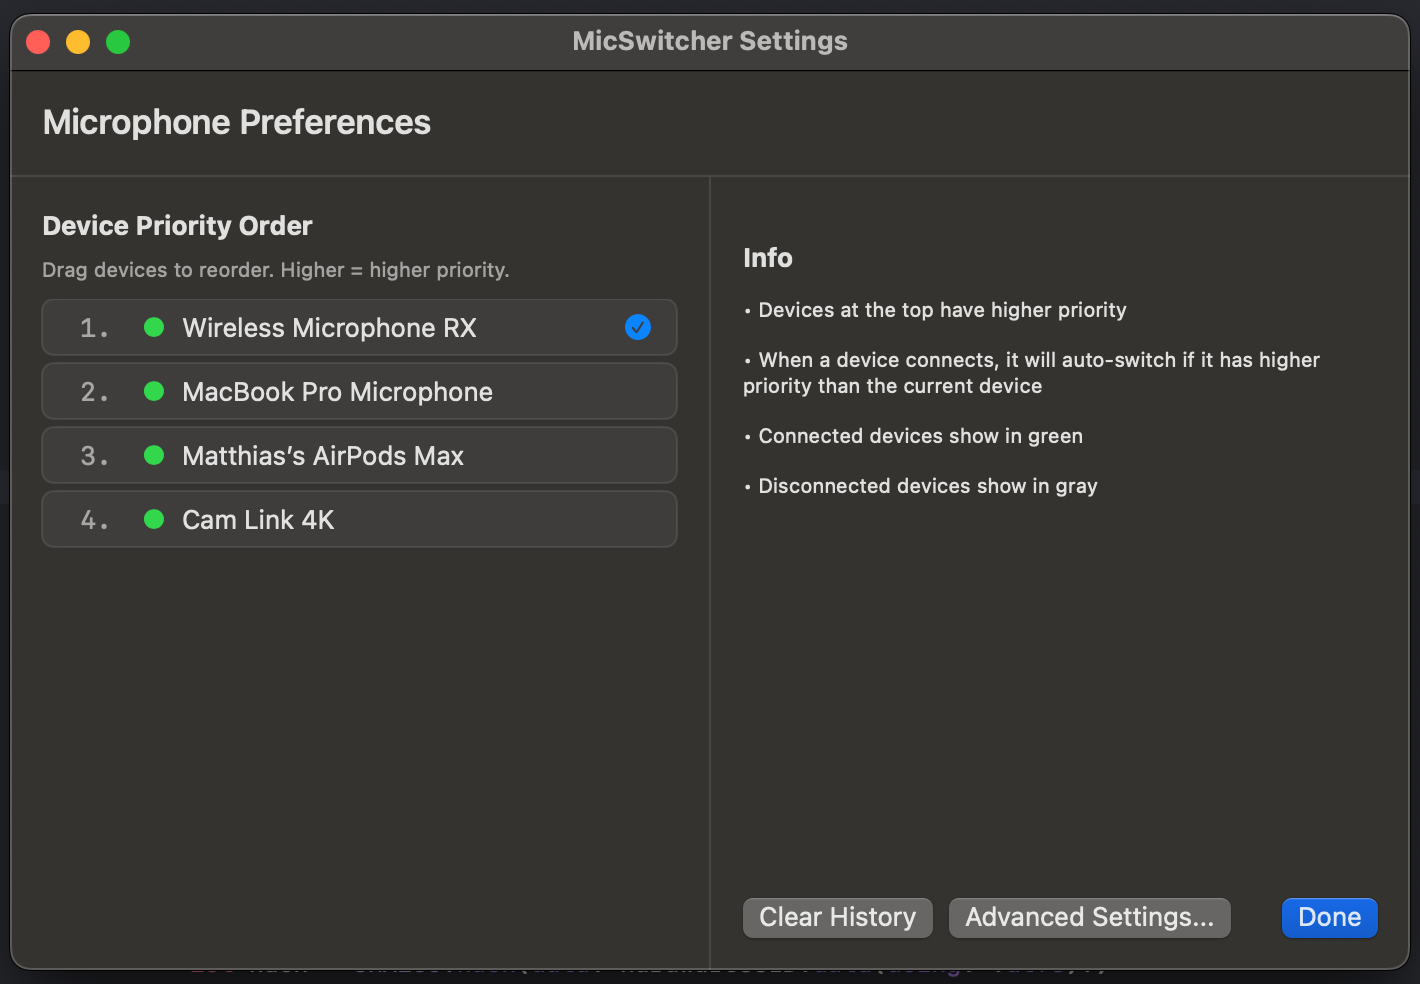 MicSwitcher Settings
Microphone Preferences
Device Priority Order
Drag devices to reorder. Higher = higher priority.
1. Wireless Microphone RX
2. MacBook Pro Microphone
3. Matthias’s AirPods Max
4. Cam Link 4K
Info
• Devices at the top have higher priority
• When a device connects, it will auto-switch if it has higher
priority than the current device
• Connected devices show in green
• Disconnected devices show in gray
Clear History
Advanced Settings...
Done